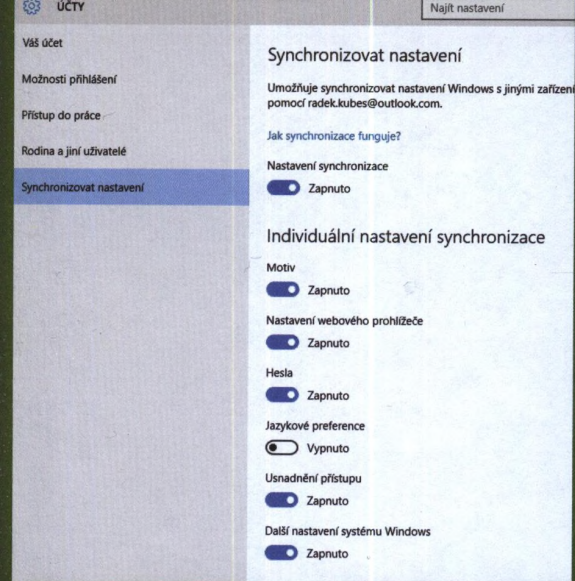 ÚČTY
Najít nastavení
Váš účet
Možnosti přihlášení
Přístup do práce
Rodina a jiní uživatelé
Synchronizovat nastavení
Synchronizovat nastavení
Umožňuje synchronizovat nastavení Windows s jinými zařízení
pomocí radek.kubes@outlook.com.
Jak synchronizace funguje?
Nastavení synchronizace
Zapnuto
Individuální nastavení synchronizace
Motiv
Zapnuto
Nastavení webového prohlížeče
Zapnuto
Hesla
Zapnuto
Jazykové preference
Vypnuto
Usnadnění přístupu
Zapnuto
Další nastavení systému Windows
Zapnuto